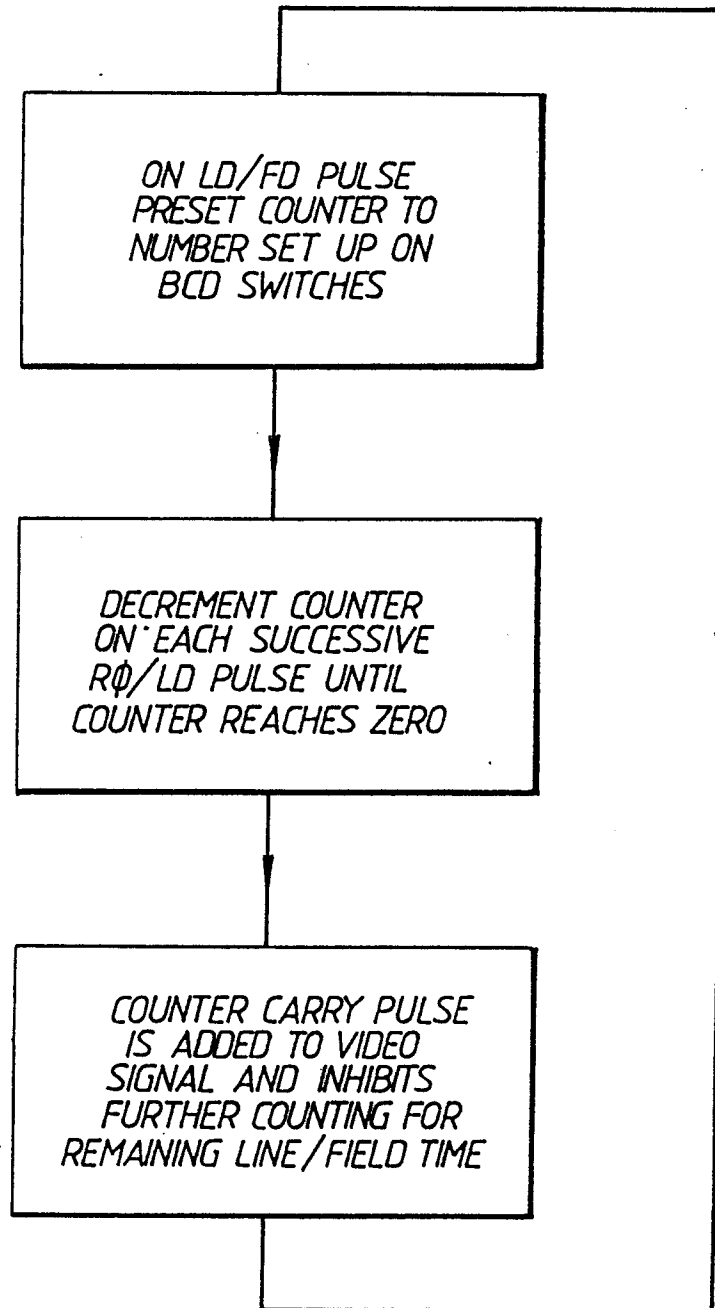 ON LD/FD PULSE
PRESET COUNTER TO
NUMBER SET UP ON
BCD SWITCHES
DECREMENT COUNTER
ON EACH SUCCESSIVE
Rϕ/LD PULSE UNTIL
COUNTER REACHES ZERO
COUNTER CARRY PULSE
IS ADDED TO VIDEO
SIGNAL AND INHIBITS
FURTHER COUNTING FOR
REMAINING LINE/FIELD TIME